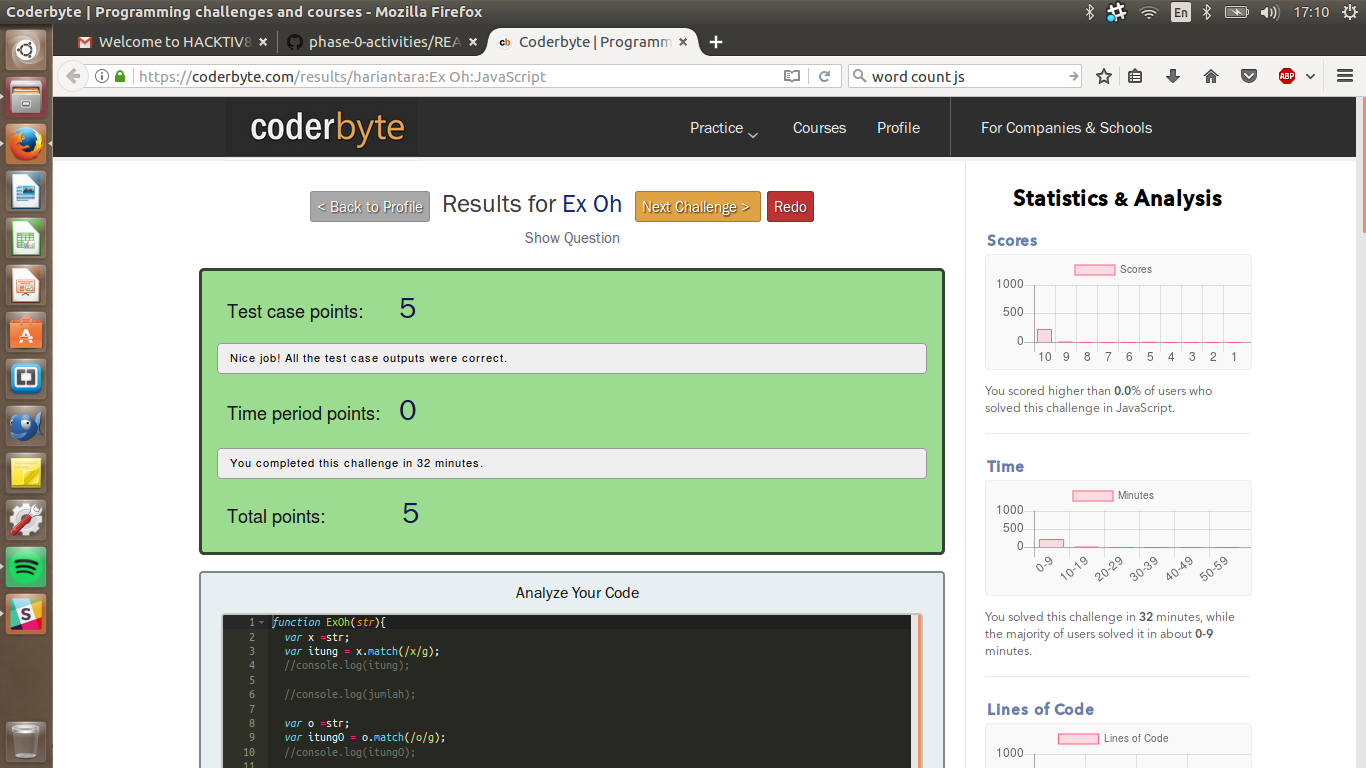 Coderbyte | Programming challenges and courses - Mozilla Firefox
En
17:10
Welcome to HACKTIV8
phase-0-activities/REA
cb Coderbyte | Programm
https://coderbyte.com/results/hariantara:Ex Oh:JavaScript
word count js
ABP
coderbyte
Practice
Courses
Profile
For Companies & Schools
< Back to Profile
Results for Ex Oh
Next Challenge >
Redo
Show Question
Test case points: 5
Nice job! All the test case outputs were correct.
Time period points: 0
You completed this challenge in 32 minutes.
Total points: 5
Analyze Your Code
1 function ExOh(str){
2 var x =str;
3 var itung = x.match(/x/g);
4 //console.log(itung);
5
6 //console.log(jumlah);
7
8 var o =str;
9 var itungO = o.match(/o/g);
10 //console.log(itungO);
11
Statistics & Analysis
Scores
Scores
1000
500
0
10 9 8 7 6 5 4 3 2 1
You scored higher than 0.0% of users who
solved this challenge in JavaScript.
Time
Minutes
1000
500
0
0-9 10-19 20-29 30-39 40-49 50-59
You solved this challenge in 32 minutes, while
the majority of users solved it in about 0-9
minutes.
Lines of Code
Lines of Code
1000